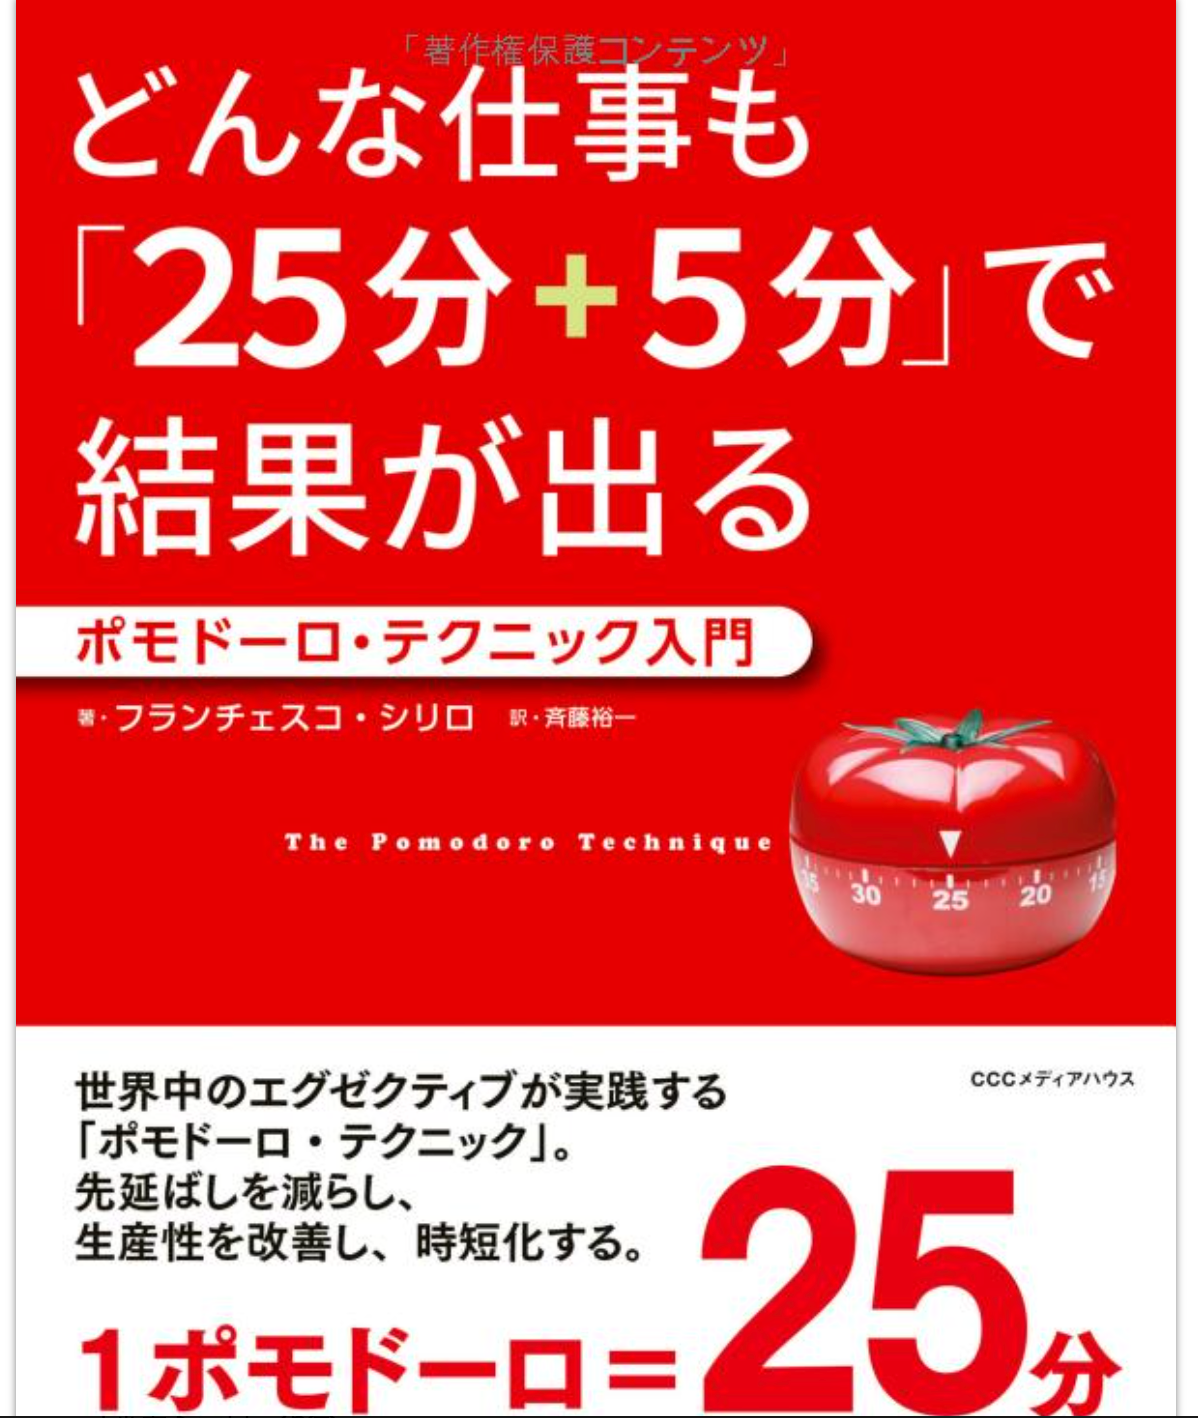 「著作権保護コンテンツ」
どんな仕事も
「25分+5分」で
結果が出る
ポモドーロ・テクニック入門
著・フランチェスコ・シリロ 訳・斉藤裕一
The Pomodoro Technique
35 30 25 20 15
世界中のエグゼクティブが実践する
「ポモドーロ・テクニック」。
先延ばしを減らし、
生産性を改善し、時短化する。
CCCメディアハウス
1ポモドーロ=25分